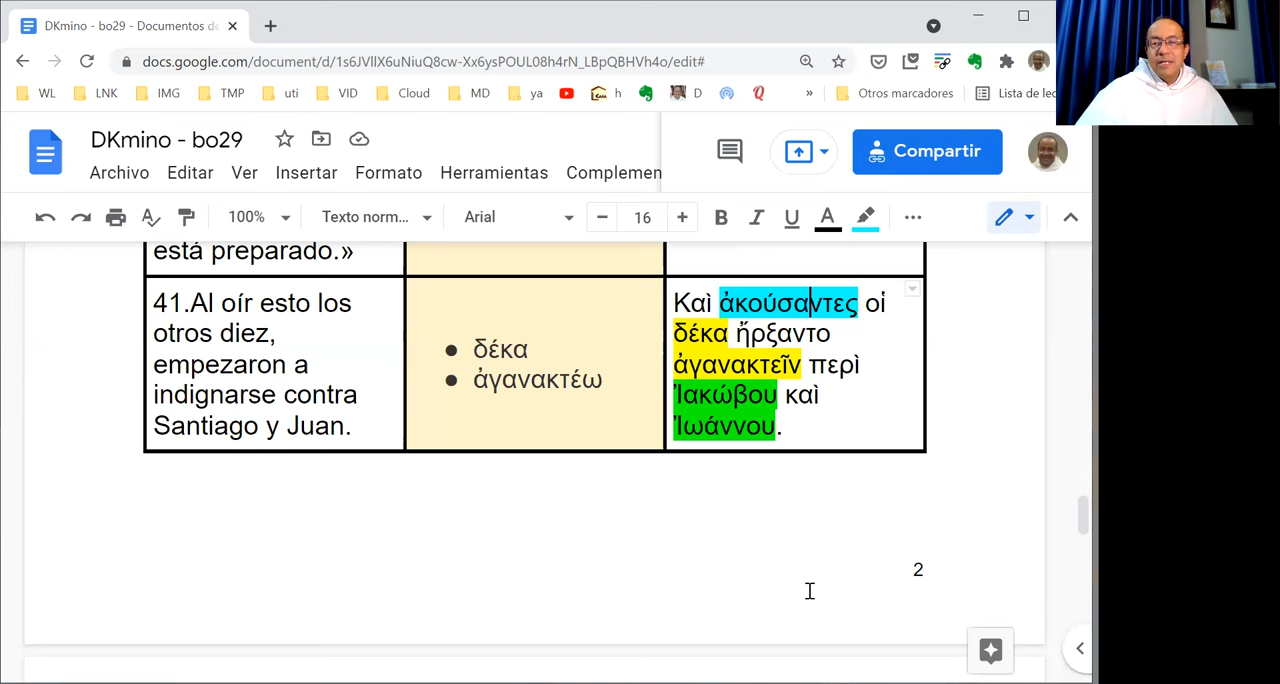 DKmino - bo29 - Documentos de
docs.google.com/document/d/1s6JVllX6uNiuQ8cw-Xx6ysPOUL08h4rN_LBpQBHVh4o/edit#
WL LNK IMG TMP uti VID Cloud MD ya h D » Otros marcadores Lista de lec
DKmino - bo29
Archivo Editar Ver Insertar Formato Herramientas Complemen
Compartir
100% Texto norm... Arial 16 B I U A
está preparado.»
41.Al oír esto los
otros diez,
empezaron a
indignarse contra
Santiago y Juan.
● δέκα
● ἀγανακτέω
Καὶ ἀκούσαντες οἱ
δέκα ἤρξαντο
ἀγανακτεῖν περὶ
Ἰακώβου καὶ
Ἰωάννου.
2